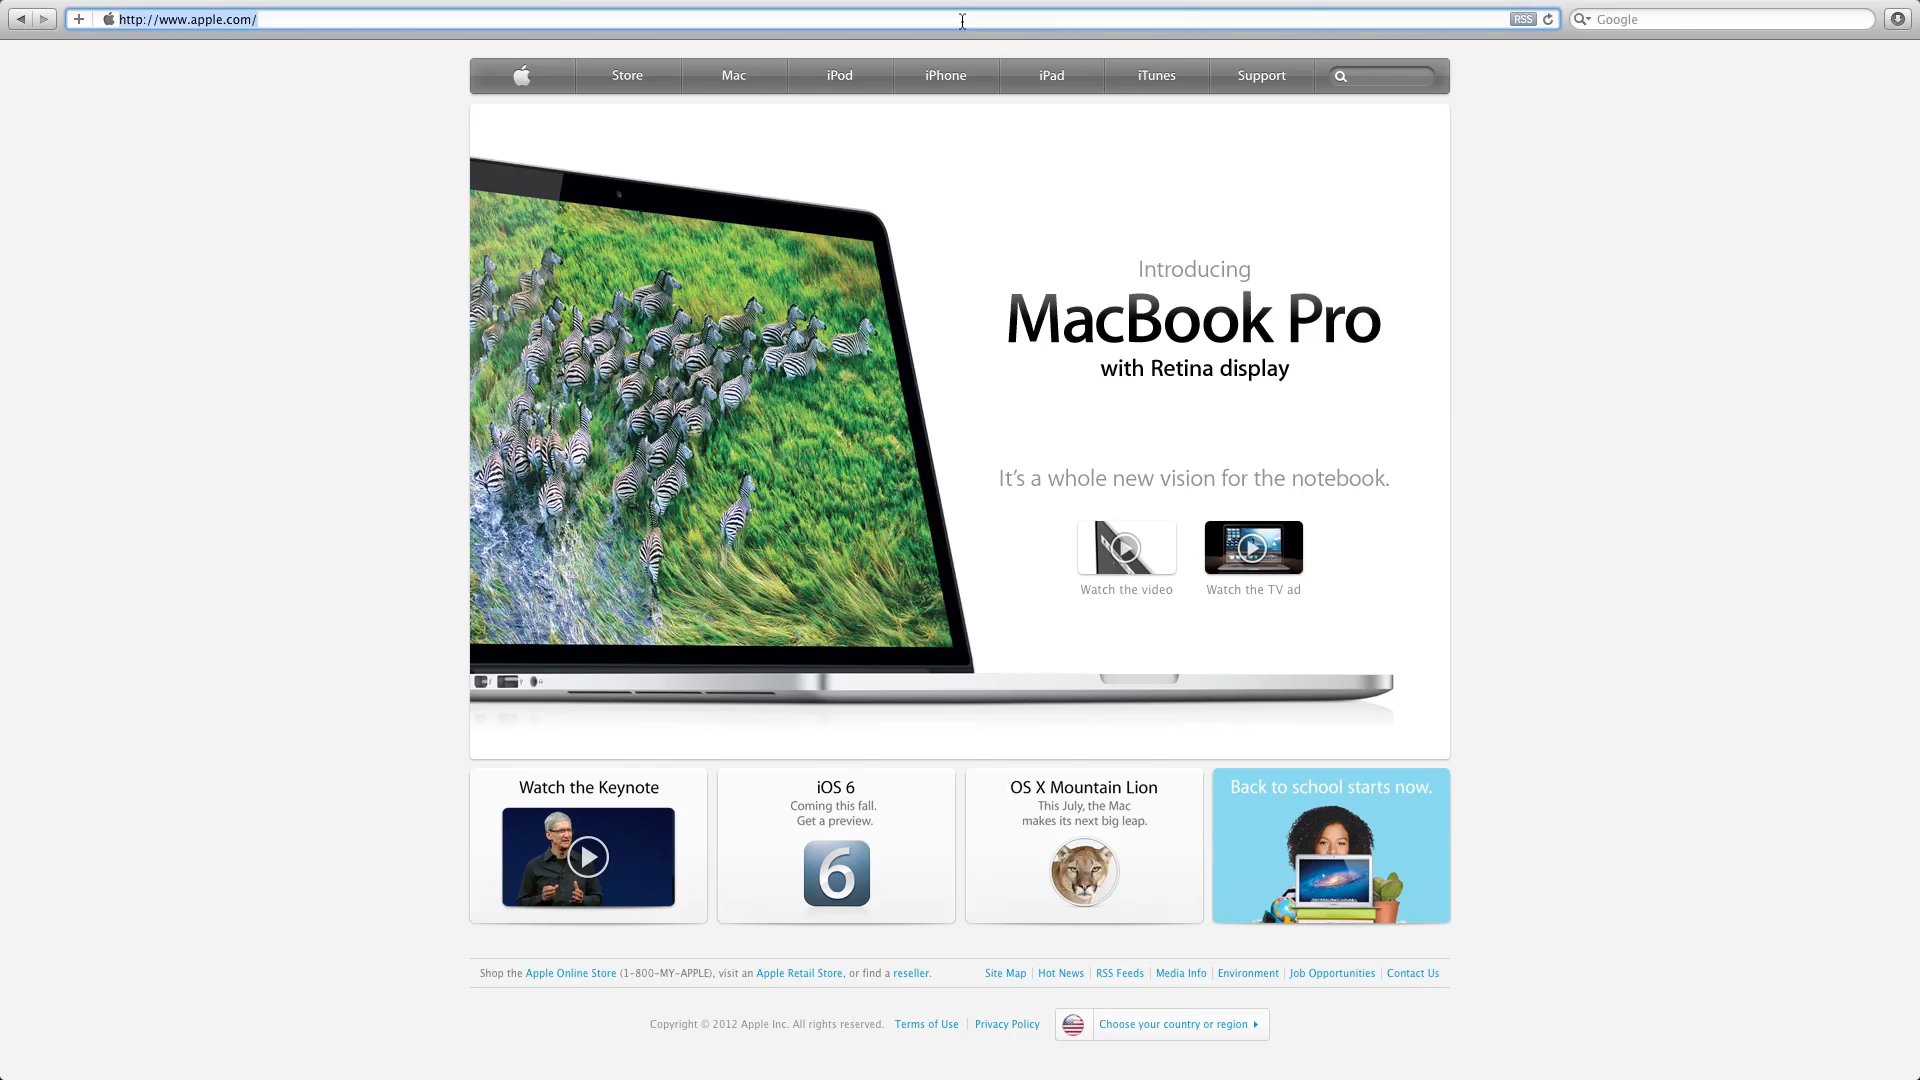 http://www.apple.com/
RSS
Google
Store
Mac
iPod
iPhone
iPad
iTunes
Support
Introducing
MacBook Pro
with Retina display
It’s a whole new vision for the notebook.
Watch the video
Watch the TV ad
Watch the Keynote
iOS 6
Coming this fall.
Get a preview.
6
OS X Mountain Lion
This July, the Mac
makes its next big leap.
Back to school starts now.
Shop the Apple Online Store (1-800-MY-APPLE), visit an Apple Retail Store, or find a reseller.
Site Map
Hot News
RSS Feeds
Media Info
Environment
Job Opportunities
Contact Us
Copyright © 2012 Apple Inc. All rights reserved.
Terms of Use
Privacy Policy
Choose your country or region